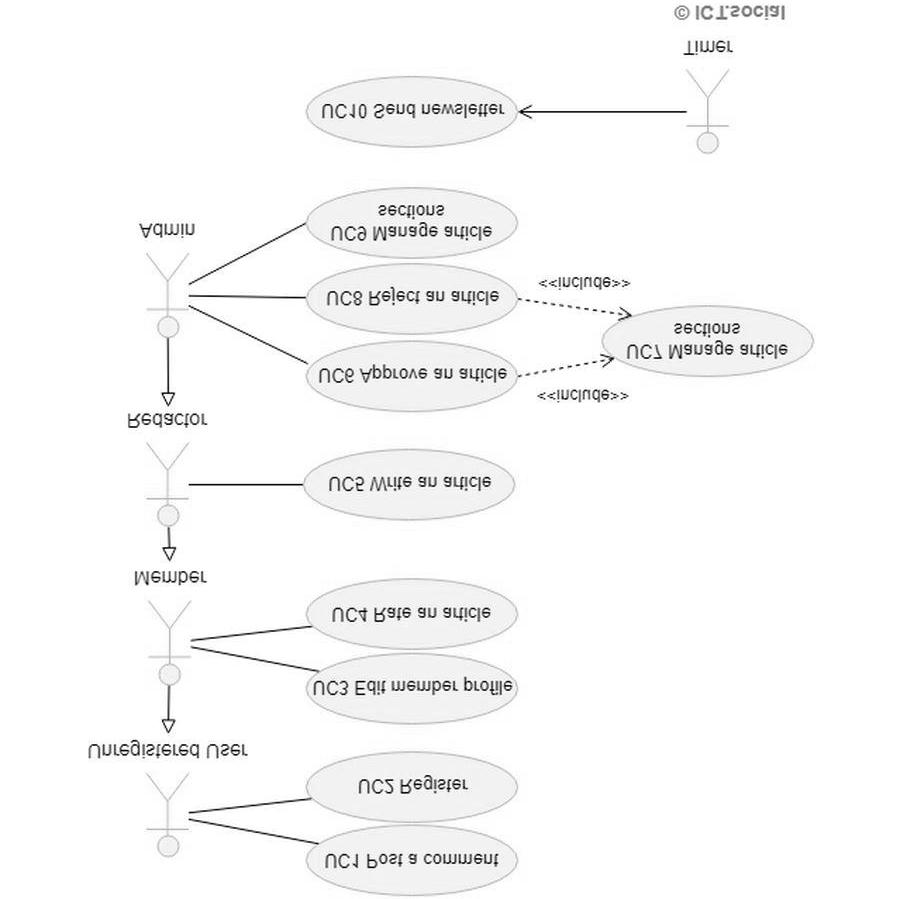 UC1 Post a comment
UC2 Register
Unregistered User
UC3 Edit member profile
UC4 Rate an article
Member
UC5 Write an article
Redactor
<<include>>
UC6 Approve an article
UC7 Manage article
sections
UC8 Reject an article
<<include>>
UC9 Manage article
sections
Admin
UC10 Send newsletter
Timer
© ICT.social